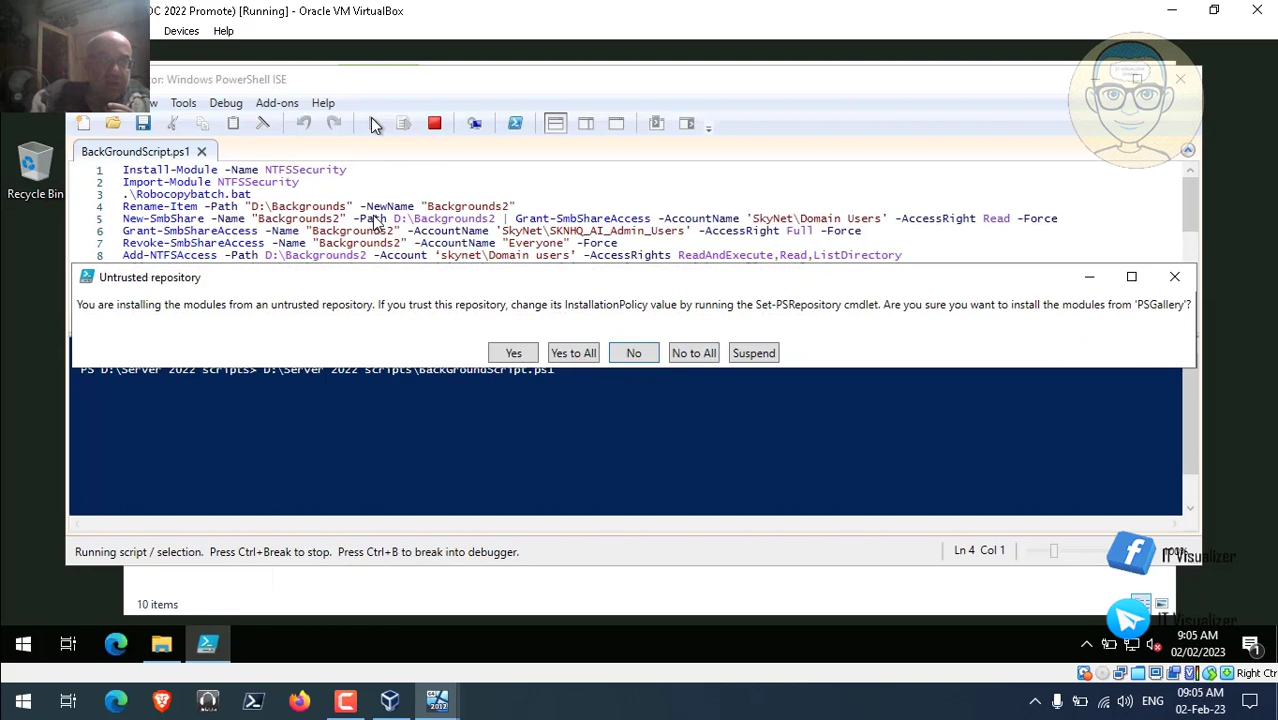 DC 2022 Promote) [Running] - Oracle VM VirtualBox
Devices Help
tor: Windows PowerShell ISE
Tools Debug Add-ons Help
BackGroundScript.ps1
Recycle Bin
1 Install-Module -Name NTFSSecurity
2 Import-Module NTFSSecurity
3 .\Robocopybatch.bat
4 Rename-Item -Path "D:\Backgrounds" -NewName "Backgrounds2"
5 New-SmbShare -Name "Backgrounds2" -Path D:\Backgrounds2 | Grant-SmbShareAccess -AccountName 'SkyNet\Domain Users' -AccessRight Read -Force
6 Grant-SmbShareAccess -Name "Backgrounds2" -AccountName 'SkyNet\SKNHQ_AI_Admin_Users' -AccessRight Full -Force
7 Revoke-SmbShareAccess -Name "Backgrounds2" -AccountName "Everyone" -Force
8 Add-NTFSAccess -Path D:\Backgrounds2 -Account ‘skynet\Domain users’ -AccessRights ReadAndExecute,Read,ListDirectory
Untrusted repository
You are installing the modules from an untrusted repository. If you trust this repository, change its InstallationPolicy value by running the Set-PSRepository cmdlet. Are you sure you want to install the modules from 'PSGallery'?
Yes Yes to All No No to All Suspend
PS D:\Server 2022 scripts> D:\Server 2022 scripts\BackGroundScript.ps1
Running script / selection. Press Ctrl+Break to stop. Press Ctrl+B to break into debugger.
Ln 4 Col 1
IT Visualizer
10 items
IT Visualizer
9:05 AM
02/02/2023
1
Right Ctrl
ENG
09:05 AM
02-Feb-23